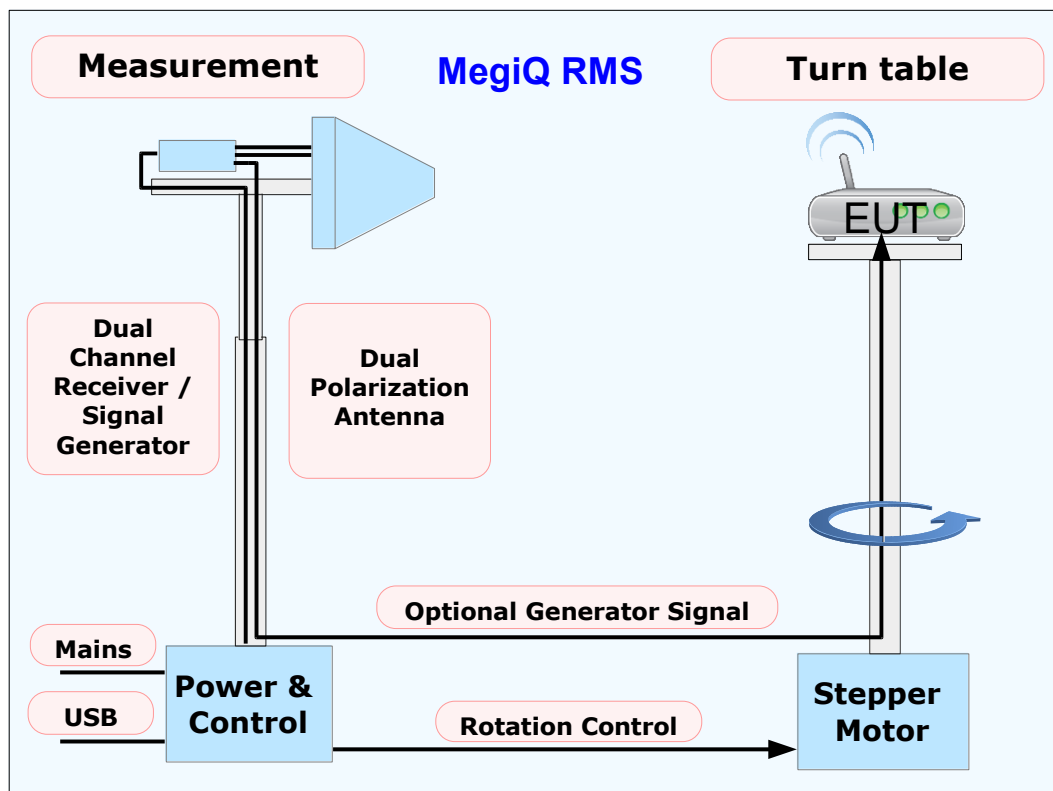 Measurement
MegiQ RMS
Turn table
EUT
Dual
Channel
Receiver /
Signal
Generator
Dual
Polarization
Antenna
Optional Generator Signal
Mains
USB
Power &
Control
Rotation Control
Stepper
Motor